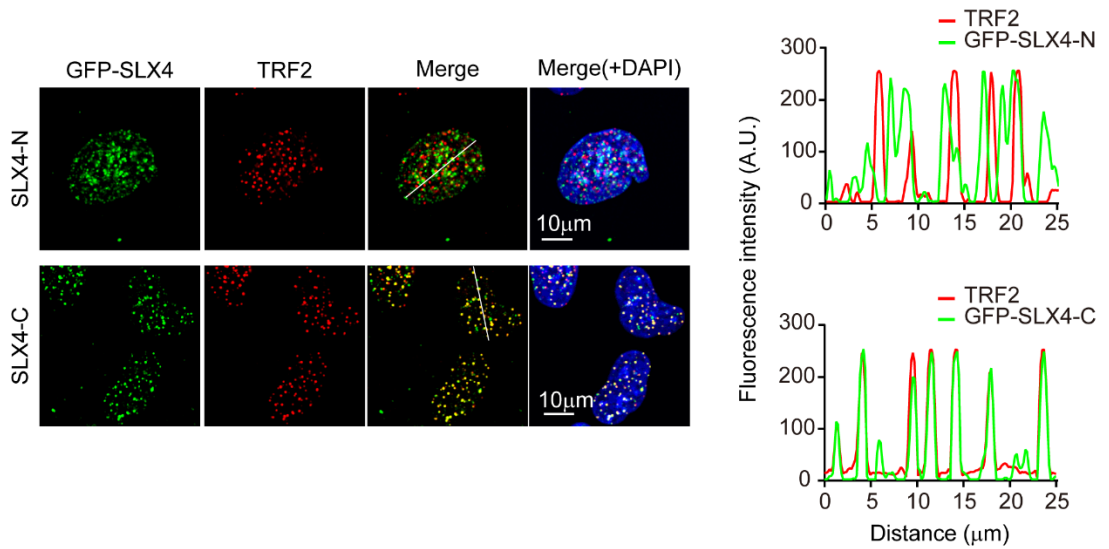 GFP-SLX4 TRF2 Merge Merge(+DAPI)
SLX4-N
10μm
SLX4-C
10μm
TRF2
GFP-SLX4-N
300
200
100
0
0 5 10 15 20 25
Fluorescence intensity (A.U.)
TRF2
GFP-SLX4-C
300
200
100
0
0 5 10 15 20 25
Distance (μm)